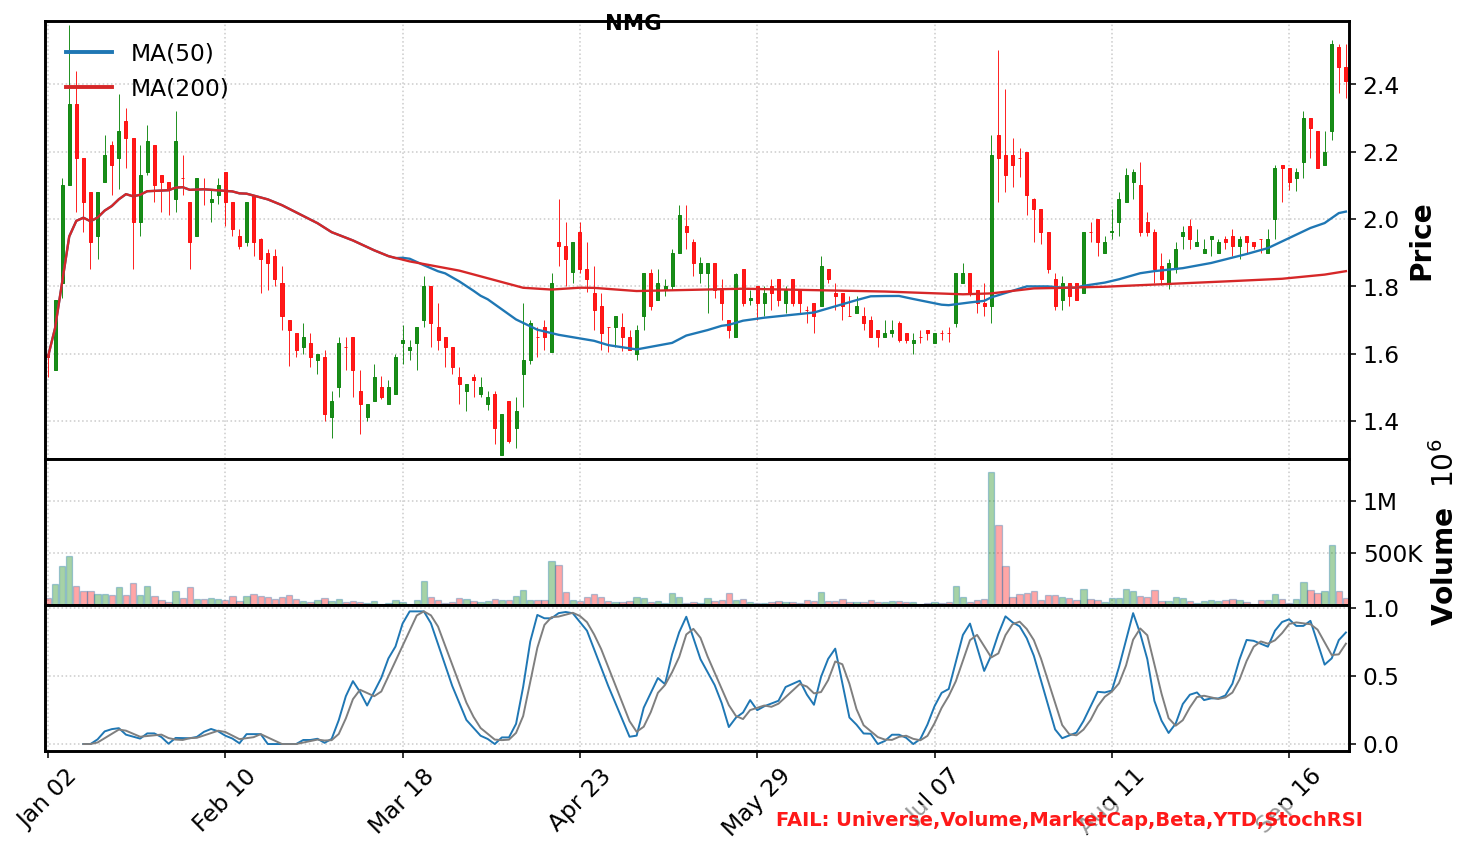 NMG
MA(50)
MA(200)
2.4
2.2
2.0
1.8
1.6
1.4
Price
1M
500K
Volume 10^6
1.0
0.5
0.0
Jan 02
Feb 10
Mar 18
Apr 23
May 29
Jul 07
Aug 11
Sep 16
FAIL: Universe,Volume,MarketCap,Beta,YTD,StochRSI